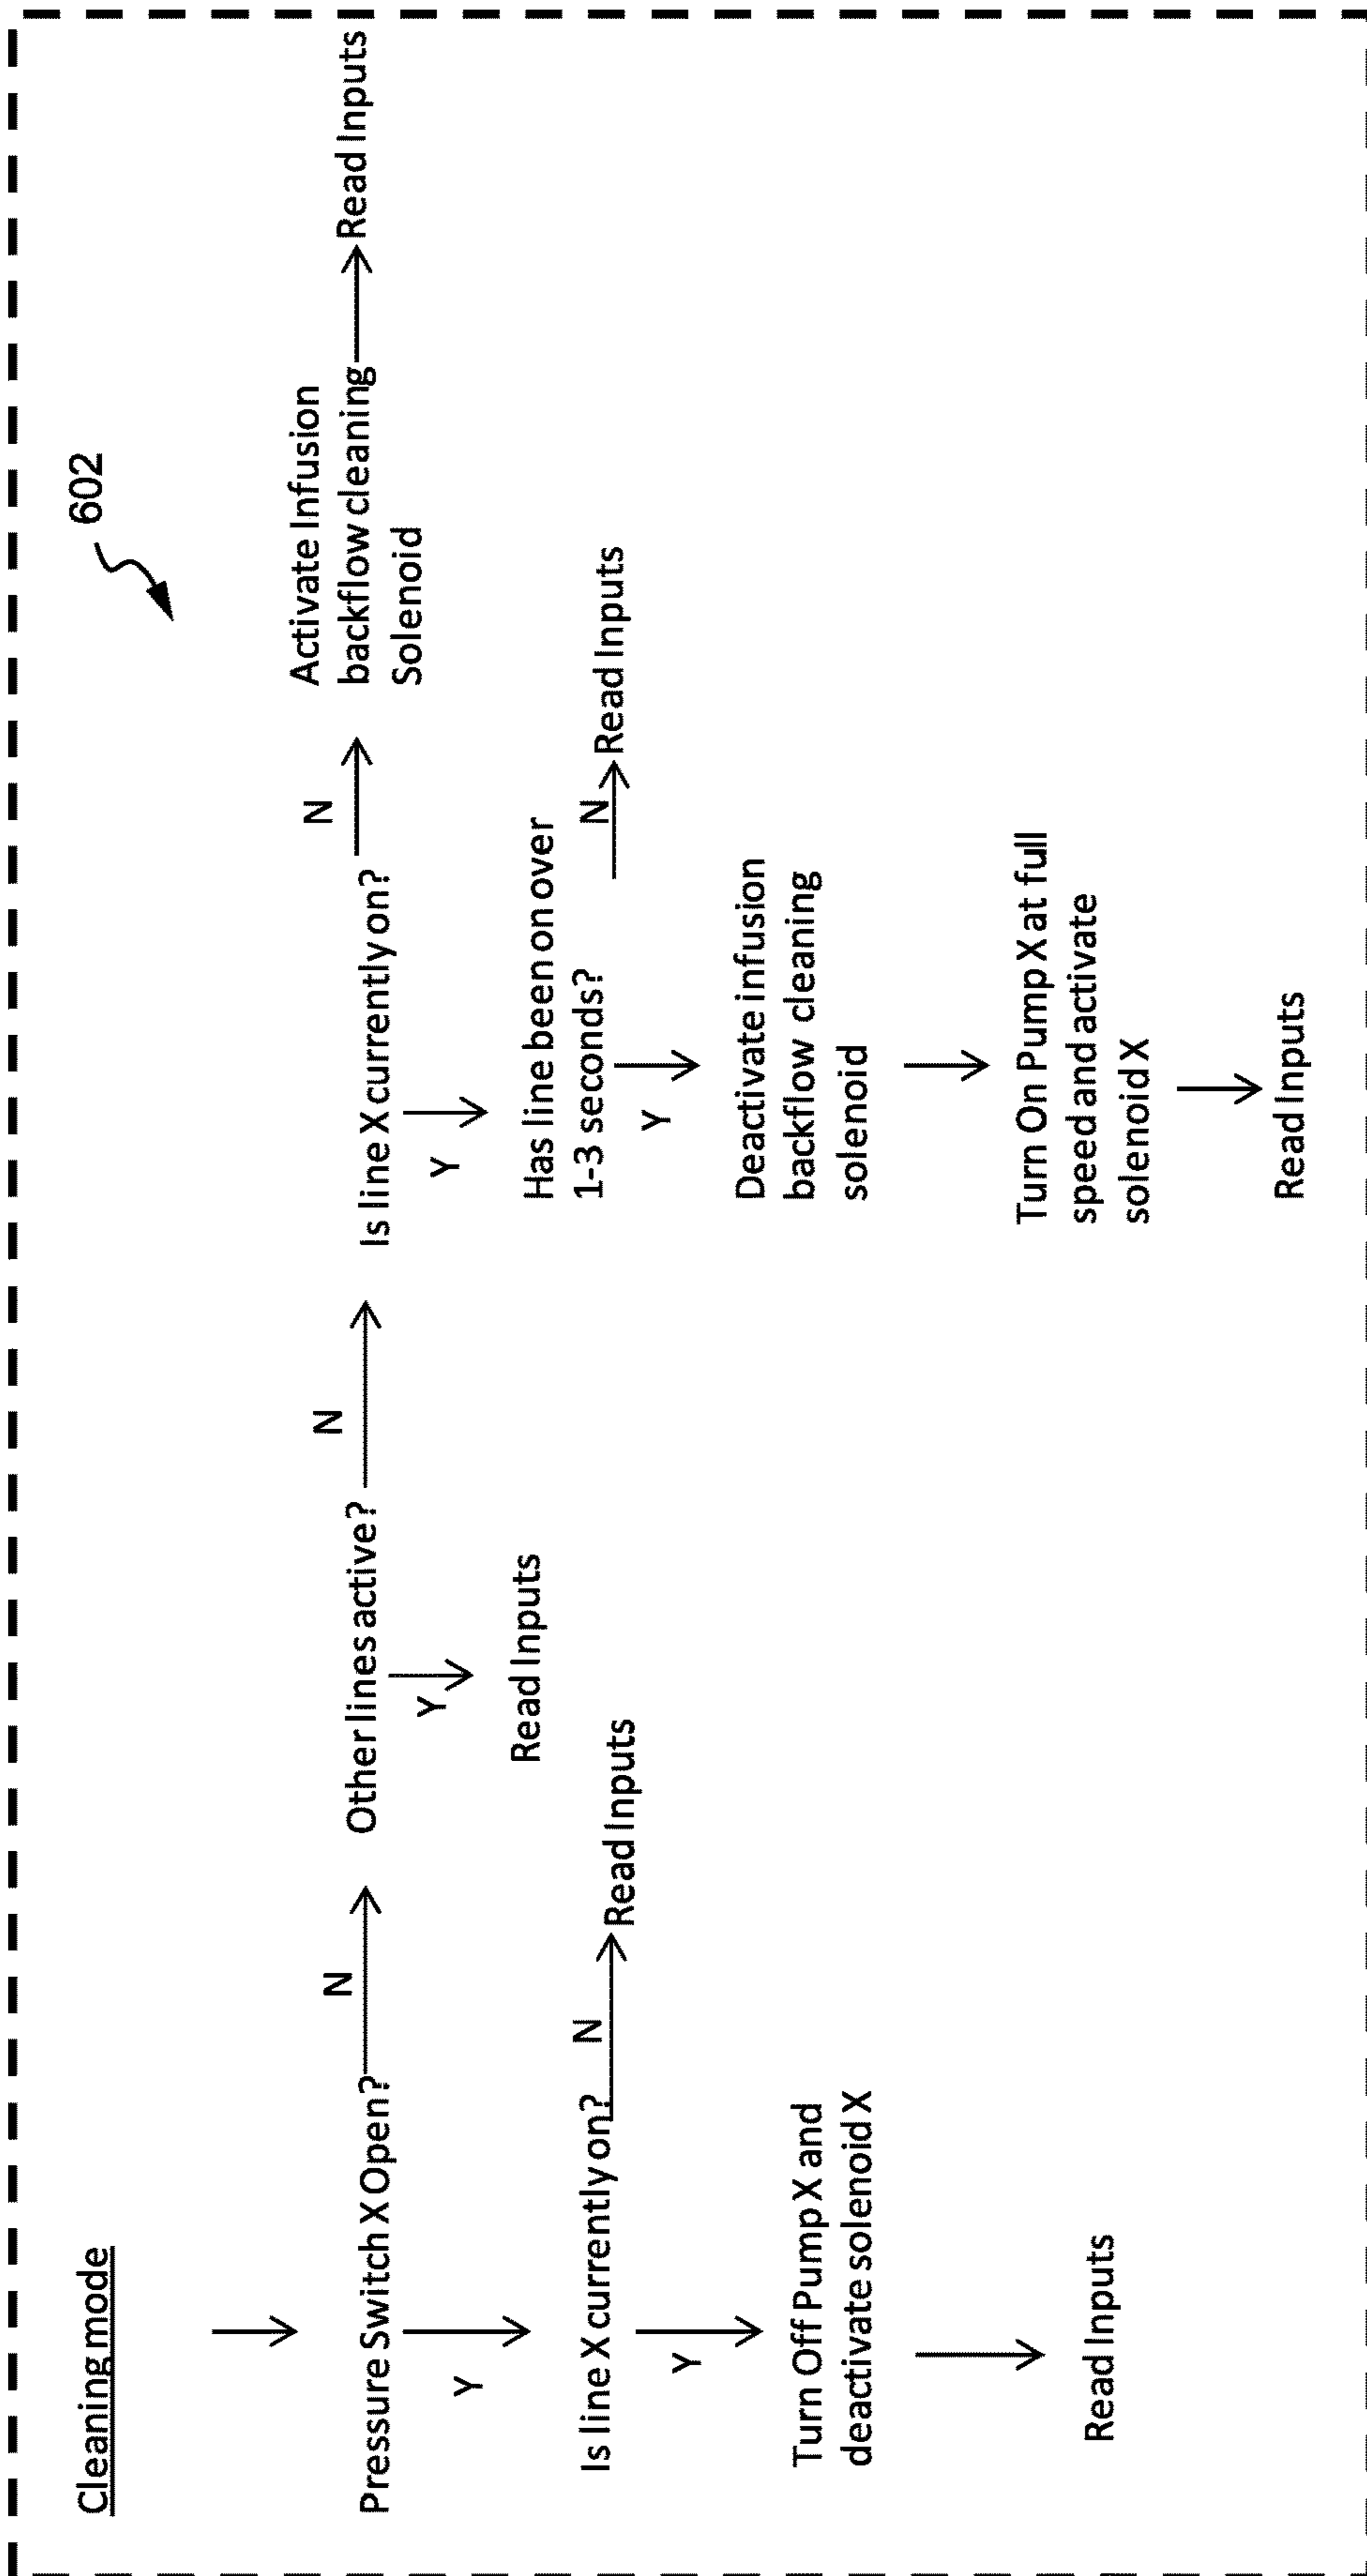 Cleaning mode
602
Pressure Switch X Open?
N
Other lines active?
N
Is line X currently on?
N
Activate Infusion
backflow cleaning
Solenoid
Read Inputs
Y
Is line X currently on?
N
Read Inputs
Y
Turn Off Pump X and
deactivate solenoid X
Read Inputs
Y
Read Inputs
Y
Has line been on over
1-3 seconds?
N
Read Inputs
Y
Deactivate infusion
backflow cleaning
solenoid
Turn On Pump X at full
speed and activate
solenoid X
Read Inputs